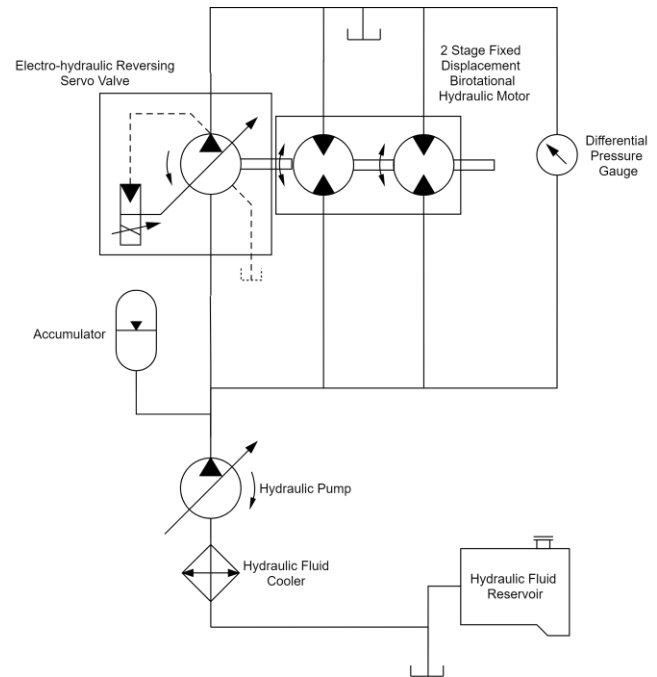 Electro-hydraulic Reversing
Servo Valve
2 Stage Fixed
Displacement
Birotational
Hydraulic Motor
Differential
Pressure
Gauge
Accumulator
Hydraulic Pump
Hydraulic Fluid
Cooler
Hydraulic Fluid
Reservoir